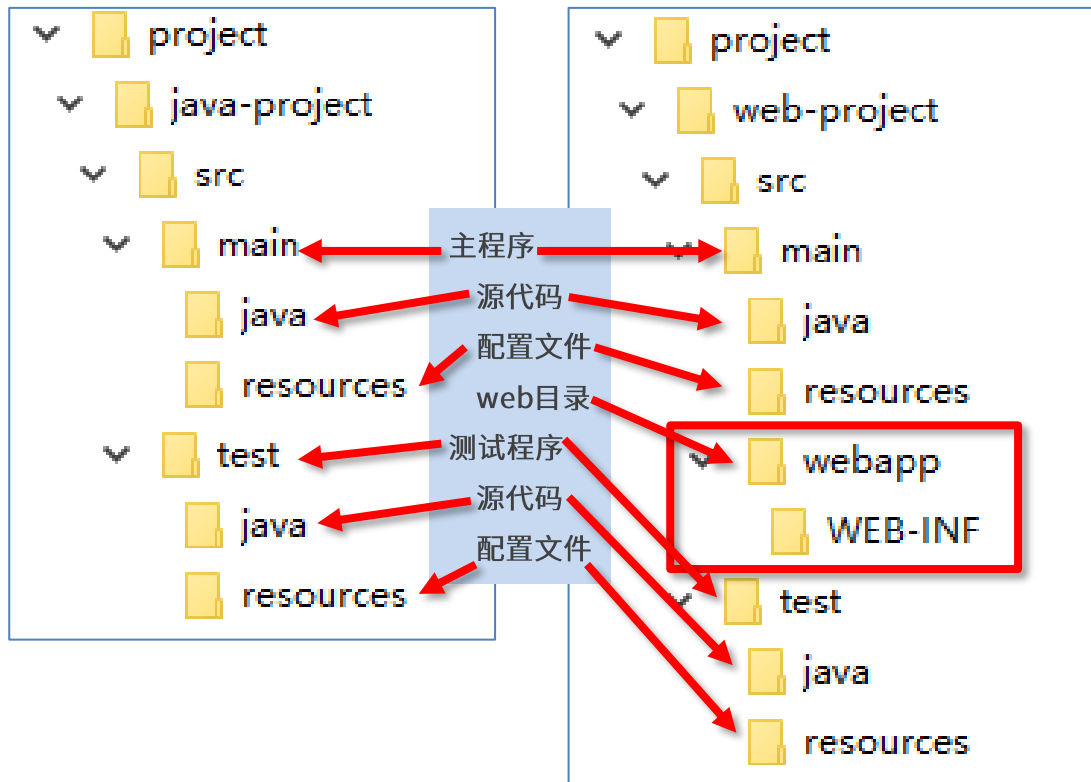 project
java-project
src
main
java
resources
test
java
resources
主程序
源代码
配置文件
web目录
测试程序
源代码
配置文件
project
web-project
src
main
java
resources
webapp
WEB-INF
test
java
resources